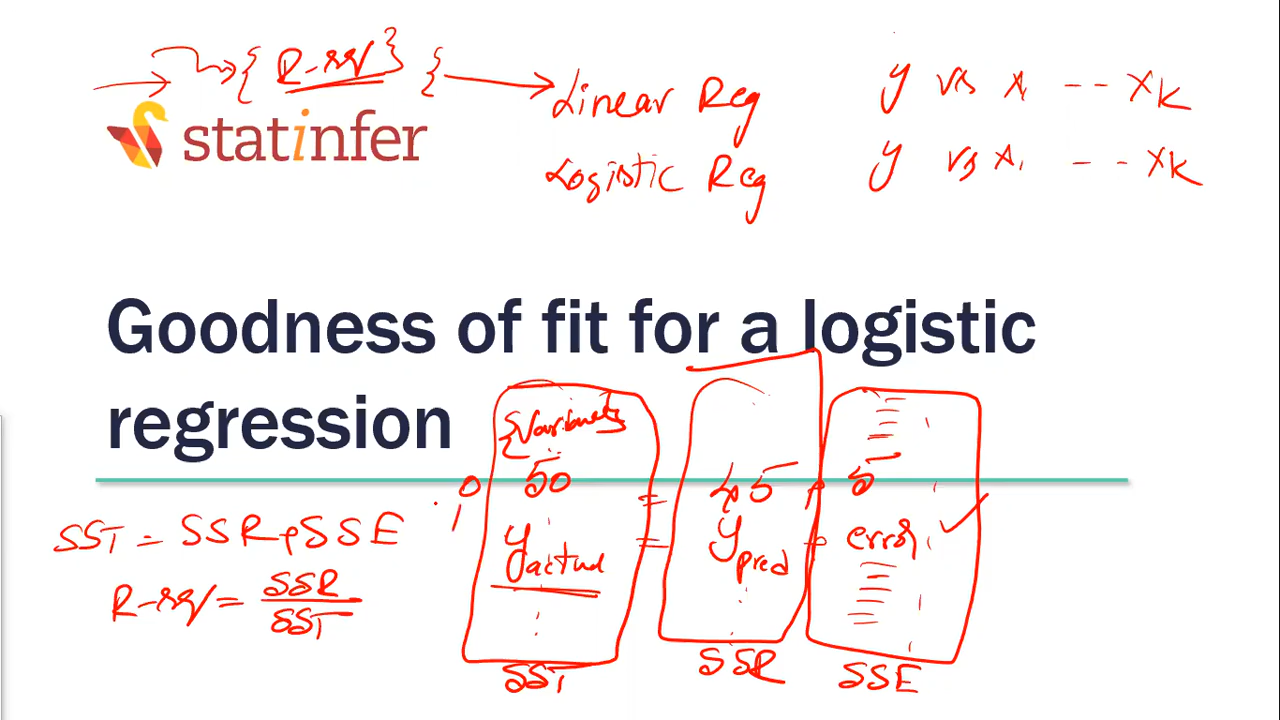 { R-sq } { → Linear Reg y vs x₁ -- xₖ
statinfer
Logistic Reg y vs x₁ -- xₖ
Goodness of fit for a logistic
regression
50 = 45 + 5
0
1
SST = SSR + SSE
y actual = y pred + error ✓
R-sq = SSR / SST
SST SSR SSE